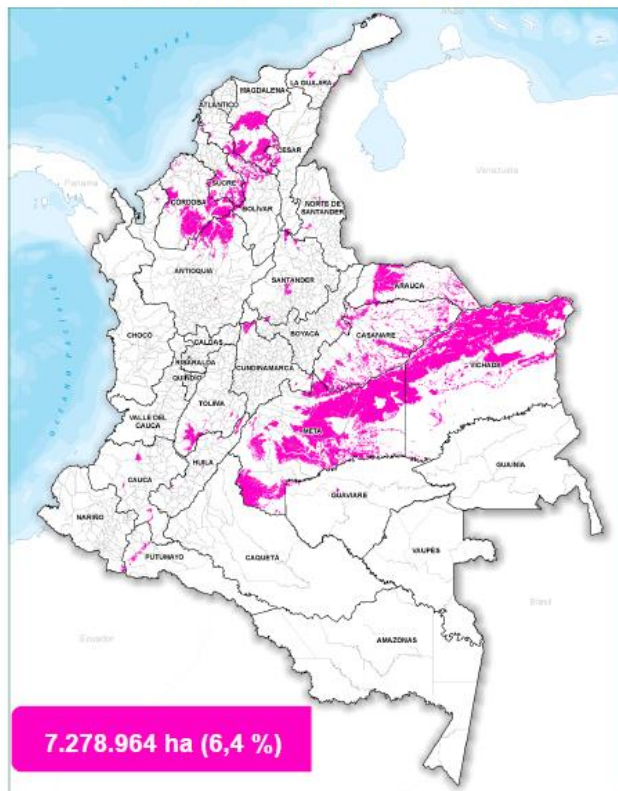 MAR CARIBE
LA GUAJIRA
MAGDALENA
ATLÁNTICO
CESAR
Venezuela
Panamá
SUCRE
CÓRDOBA
BOLÍVAR
NORTE DE
SANTANDER
ANTIOQUIA
SANTANDER
ARAUCA
OCEANO PACÍFICO
CHOCÓ
BOYACÁ
CASANARE
CALDAS
RISARALDA
CUNDINAMARCA
VICHADA
QUINDÍO
TOLIMA
VALLE DEL
CAUCA
META
HUILA
GUAINÍA
CAUCA
GUAVIARE
NARIÑO
CAQUETÁ
VAUPÉS
PUTUMAYO
Ecuador
Brasil
AMAZONAS
7.278.964 ha (6,4 %)